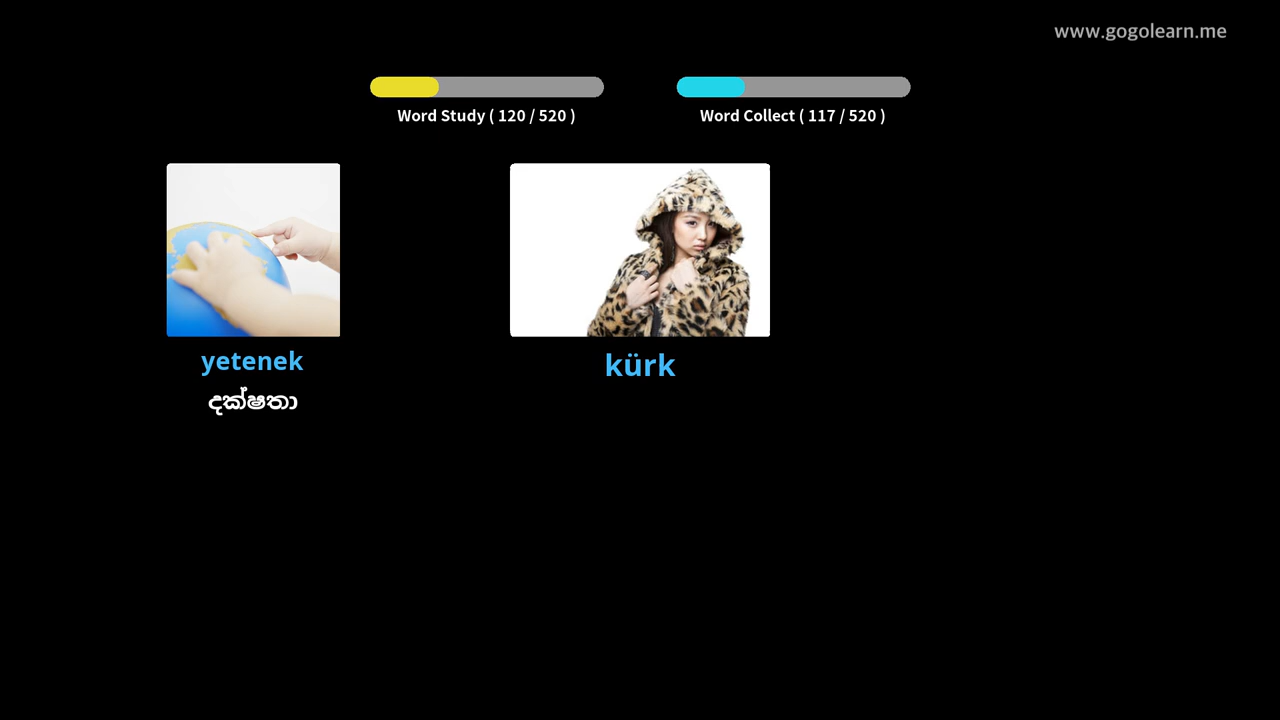 www.gogolearn.me
Word Study ( 120 / 520 )
Word Collect ( 117 / 520 )
yetenek
දක්ෂතා
kürk